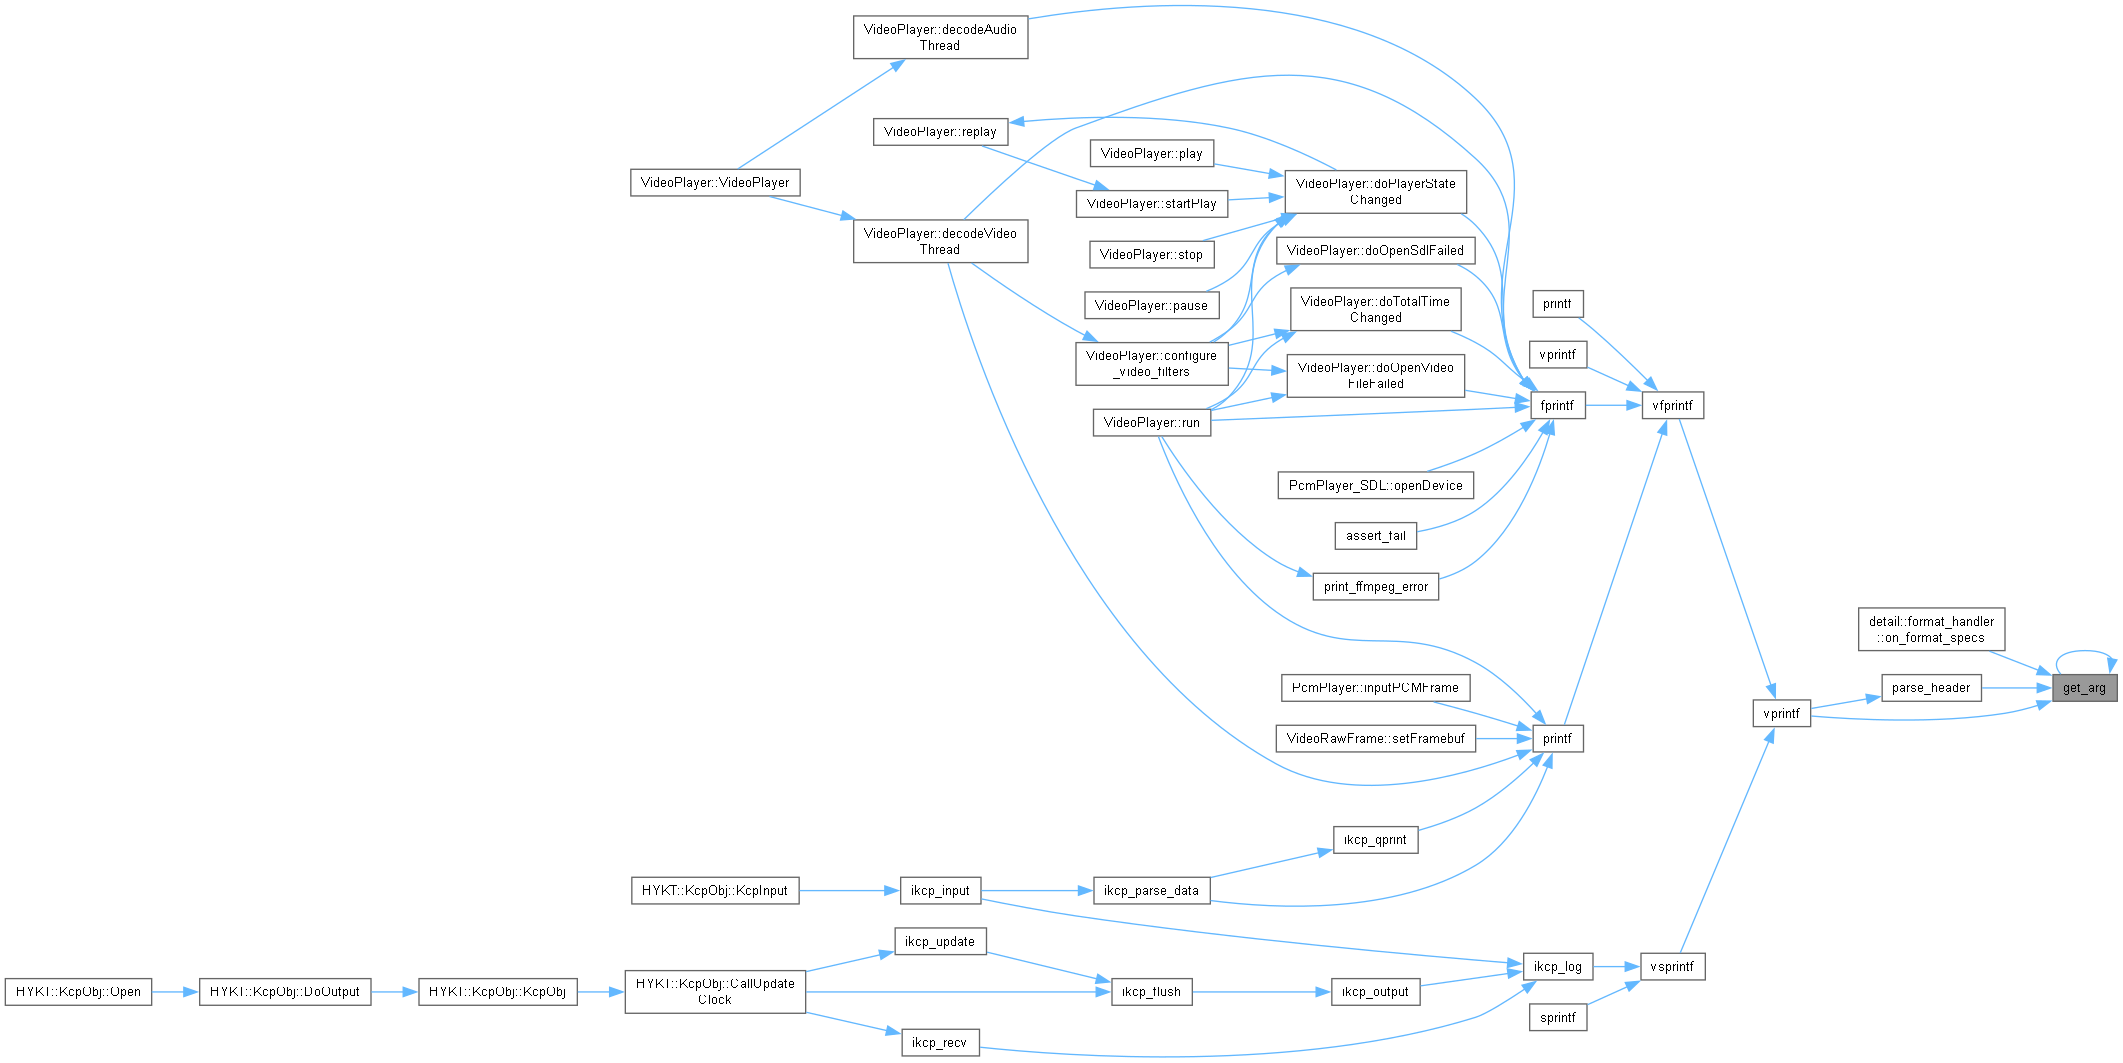 VideoPlayer::decodeAudio
Thread
VideoPlayer::replay
VideoPlayer::play
VideoPlayer::VideoPlayer
VideoPlayer::doPlayerState
Changed
VideoPlayer::startPlay
VideoPlayer::decodeVideo
Thread
VideoPlayer::stop
VideoPlayer::doOpenSdlFailed
VideoPlayer::pause
VideoPlayer::doTotalTime
Changed
printf
VideoPlayer::configure
_video_filters
vprintf
VideoPlayer::doOpenVideo
FileFailed
VideoPlayer::run
fprintf
vfprintf
PcmPlayer_SDL::openDevice
assert_fail
print_ffmpeg_error
detail::format_handler
::on_format_specs
PcmPlayer::inputPCMFrame
parse_header
get_arg
vprintf
VideoRawFrame::setFramebuf
printf
ikcp_qprint
HYKT::KcpObj::KcpInput
ikcp_input
ikcp_parse_data
ikcp_update
ikcp_log
vsprintf
HYKT::KcpObj::Open
HYKT::KcpObj::DoOutput
HYKT::KcpObj::KcpObj
HYKT::KcpObj::CallUpdate
Clock
ikcp_flush
ikcp_output
sprintf
ikcp_recv